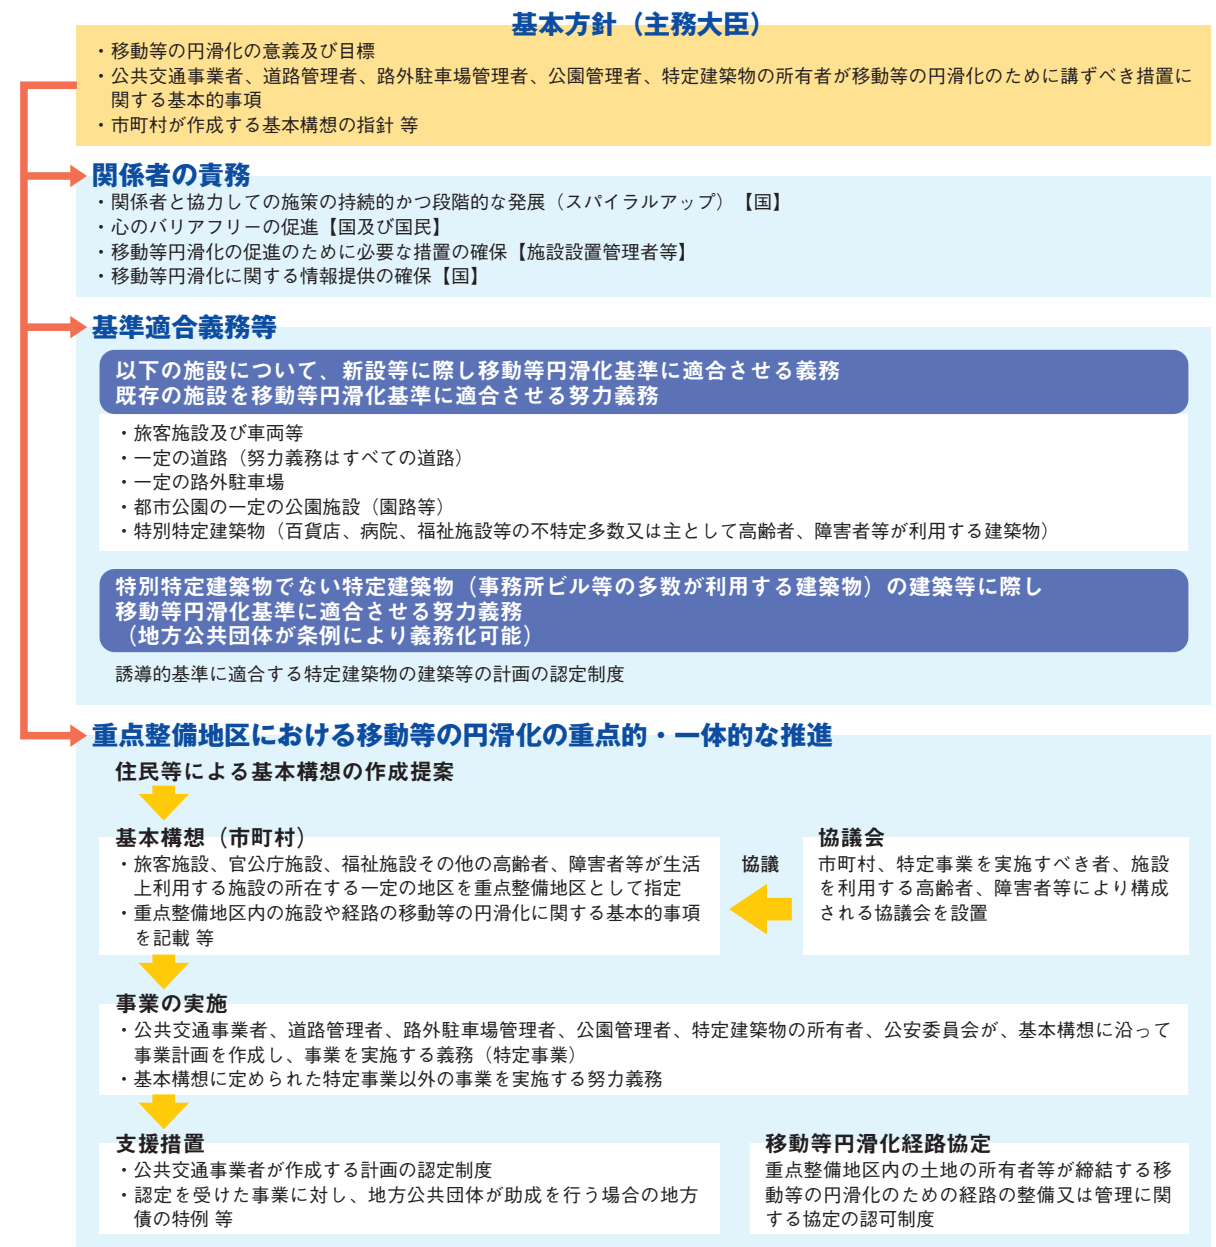 基本方針（主務大臣）
・移動等の円滑化の意義及び目標
・公共交通事業者、道路管理者、路外駐車場管理者、公園管理者、特定建築物の所有者が移動等の円滑化のために講ずべき措置に
関する基本的事項
・市町村が作成する基本構想の指針 等
関係者の責務
・関係者と協力しての施策の持続的かつ段階的な発展（スパイラルアップ）【国】
・心のバリアフリーの促進【国及び国民】
・移動等円滑化の促進のために必要な措置の確保【施設設置管理者等】
・移動等円滑化に関する情報提供の確保【国】
基準適合義務等
以下の施設について、新設等に際し移動等円滑化基準に適合させる義務
既存の施設を移動等円滑化基準に適合させる努力義務
・旅客施設及び車両等
・一定の道路（努力義務はすべての道路）
・一定の路外駐車場
・都市公園の一定の公園施設（園路等）
・特別特定建築物（百貨店、病院、福祉施設等の不特定多数又は主として高齢者、障害者等が利用する建築物）
特別特定建築物でない特定建築物（事務所ビル等の多数が利用する建築物）の建築等に際し
移動等円滑化基準に適合させる努力義務
（地方公共団体が条例により義務化可能）
誘導的基準に適合する特定建築物の建築等の計画の認定制度
重点整備地区における移動等の円滑化の重点的・一体的な推進
住民等による基本構想の作成提案
基本構想（市町村）
・旅客施設、官公庁施設、福祉施設その他の高齢者、障害者等が生活
上利用する施設の所在する一定の地区を重点整備地区として指定
・重点整備地区内の施設や経路の移動等の円滑化に関する基本的事項
を記載 等
協議
協議会
市町村、特定事業を実施すべき者、施設
を利用する高齢者、障害者等により構成
される協議会を設置
事業の実施
・公共交通事業者、道路管理者、路外駐車場管理者、公園管理者、特定建築物の所有者、公安委員会が、基本構想に沿って
事業計画を作成し、事業を実施する義務（特定事業）
・基本構想に定められた特定事業以外の事業を実施する努力義務
支援措置
・公共交通事業者が作成する計画の認定制度
・認定を受けた事業に対し、地方公共団体が助成を行う場合の地方
債の特例 等
移動等円滑化経路協定
重点整備地区内の土地の所有者等が締結する移
動等の円滑化のための経路の整備又は管理に関
する協定の認可制度